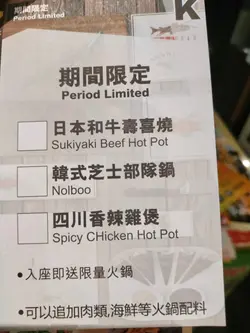 期間限定
Period Limited
K
期間限定
Period Limited
日本和牛壽喜燒
Sukiyaki Beef Hot Pot
韓式芝士部隊鍋
Nolboo
四川香辣雞煲
Spicy CHicken Hot Pot
•入座即送限量火鍋
•可以追加肉類,海鮮等火鍋配料